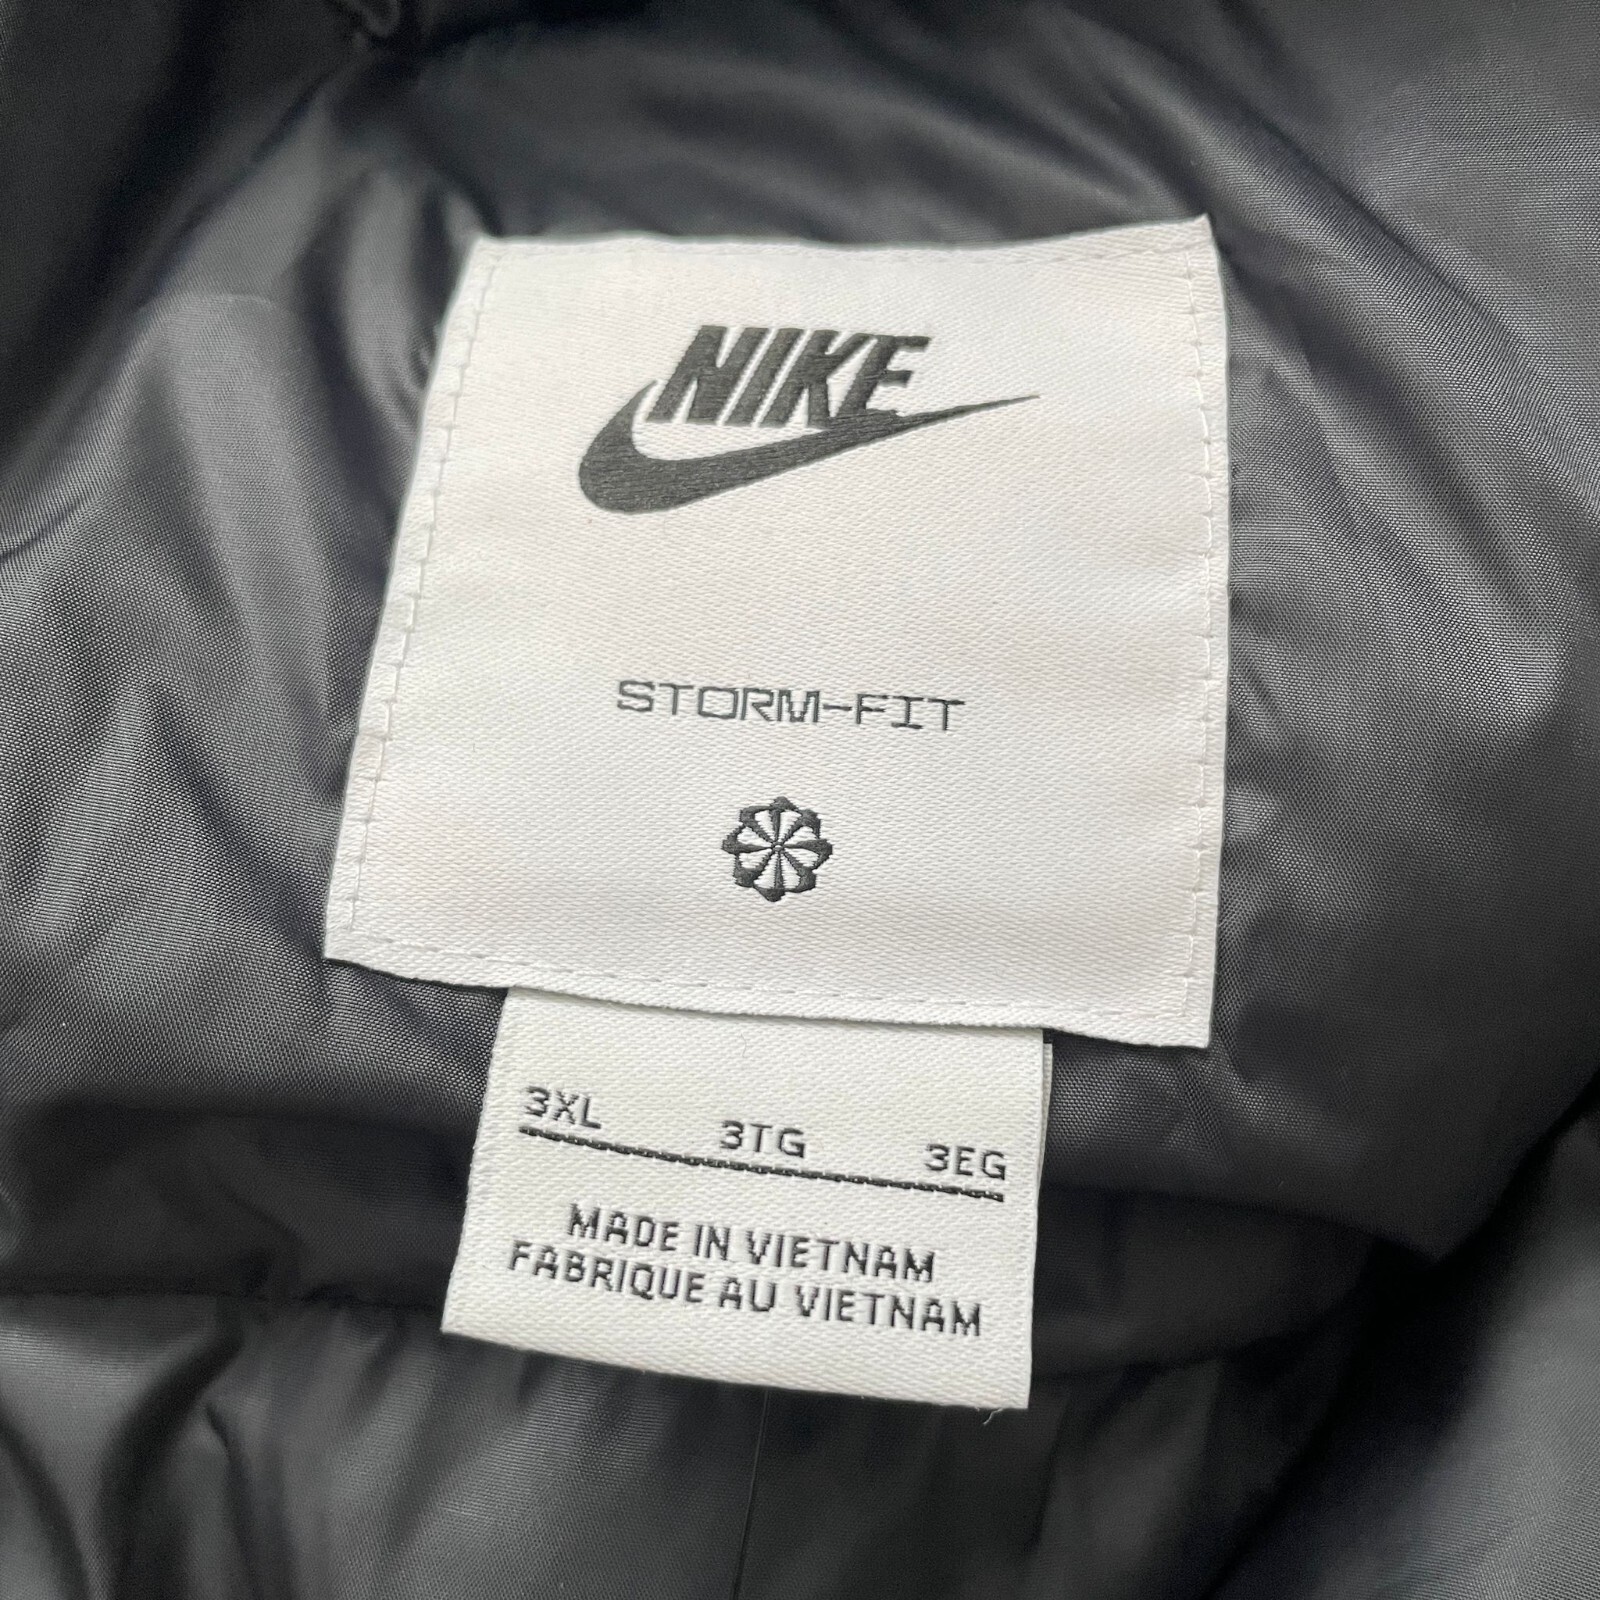 NIKE
STORM-FIT
3XL 3TG 3EG
MADE IN VIETNAM
FABRIQUE AU VIETNAM